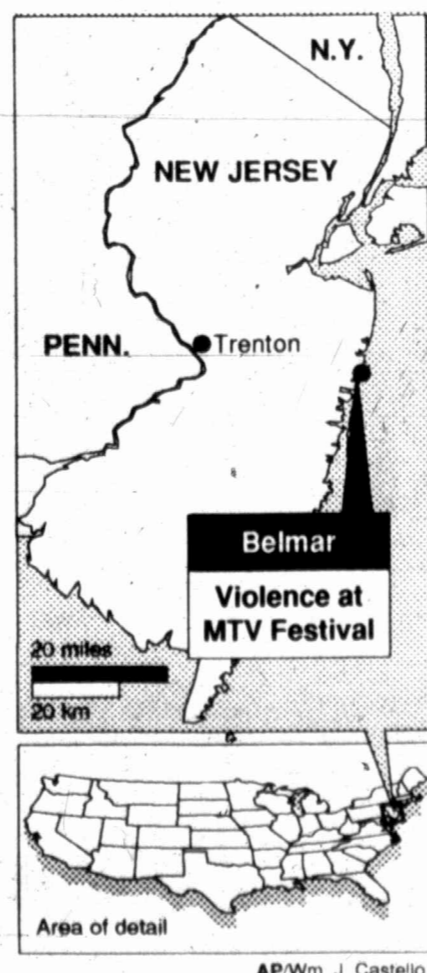 N.Y.
NEW JERSEY
PENN.
Trenton
Belmar
Violence at
MTV Festival
20 miles
20 km
Area of detail
AP/Wm. J. Castello